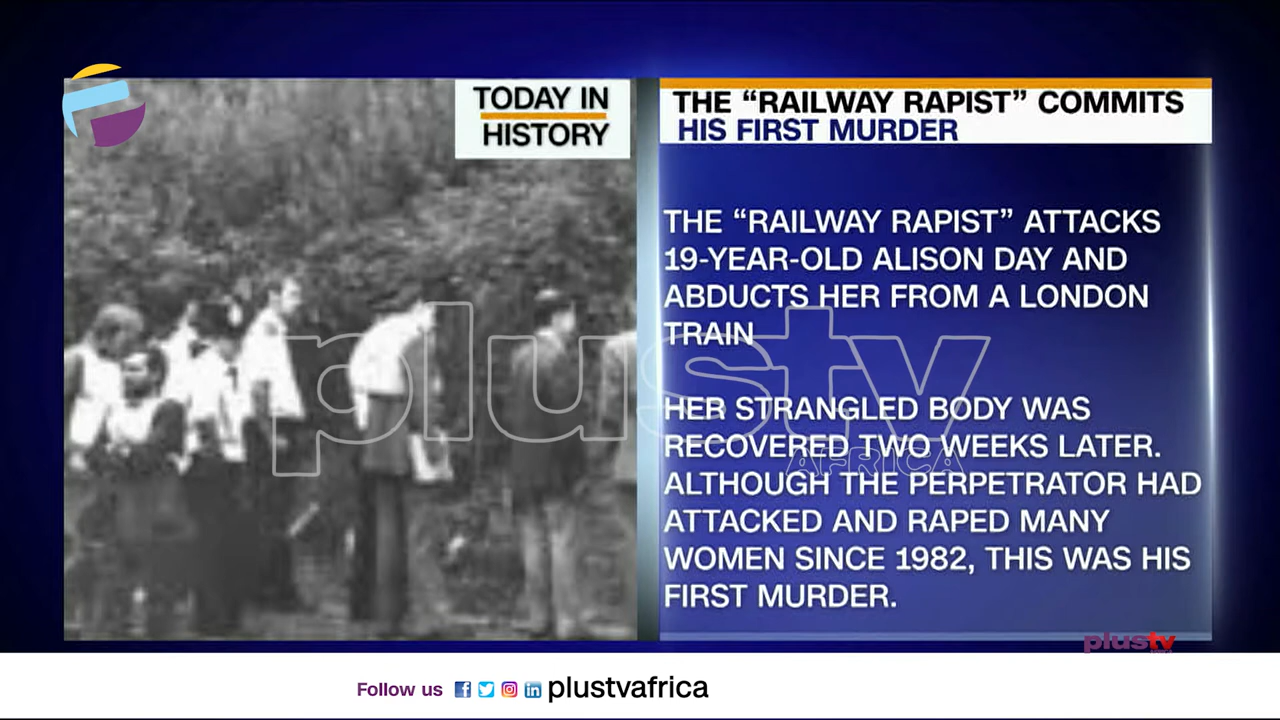 TODAY IN
HISTORY
THE “RAILWAY RAPIST” COMMITS
HIS FIRST MURDER
THE “RAILWAY RAPIST” ATTACKS
19-YEAR-OLD ALISON DAY AND
ABDUCTS HER FROM A LONDON
TRAIN
HER STRANGLED BODY WAS
RECOVERED TWO WEEKS LATER.
ALTHOUGH THE PERPETRATOR HAD
ATTACKED AND RAPED MANY
WOMEN SINCE 1982, THIS WAS HIS
FIRST MURDER.
plustv
AFRICA
plustv
AFRICA
Follow us plustvafrica